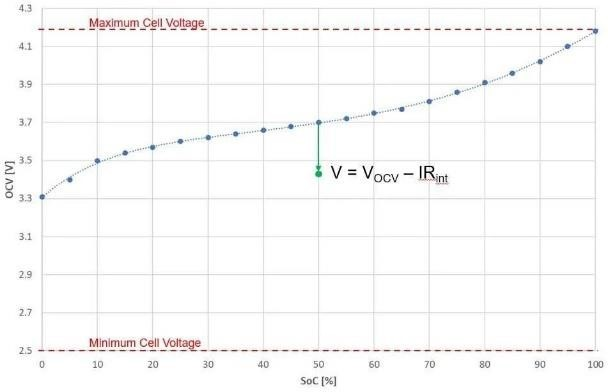 4.3
Maximum Cell Voltage
4.1
3.9
3.7
3.5
V = VOCV – IRint
OCV [V]
3.3
3.1
2.9
2.7
Minimum Cell Voltage
2.5
0 10 20 30 40 50 60 70 80 90 100
SoC [%]